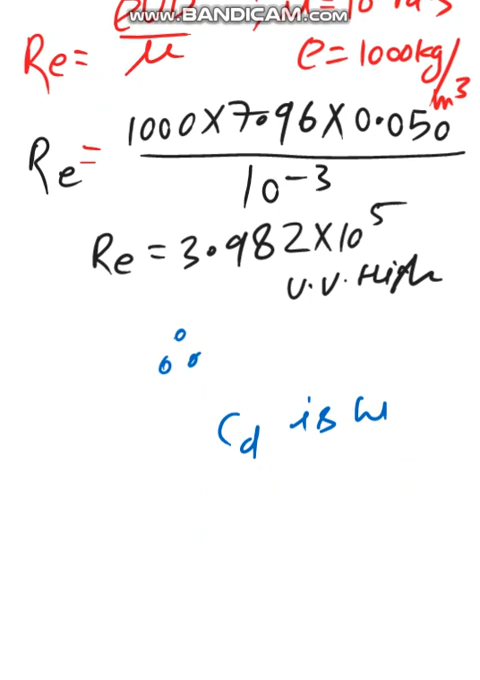 www.BANDICAM.com
Re = μ
ρ = 1000kg/m³
Re = 1000 X 7.96 X 0.050 / 10⁻³
Re = 3.982 X 10⁵
V.V. High
∴
Cd is